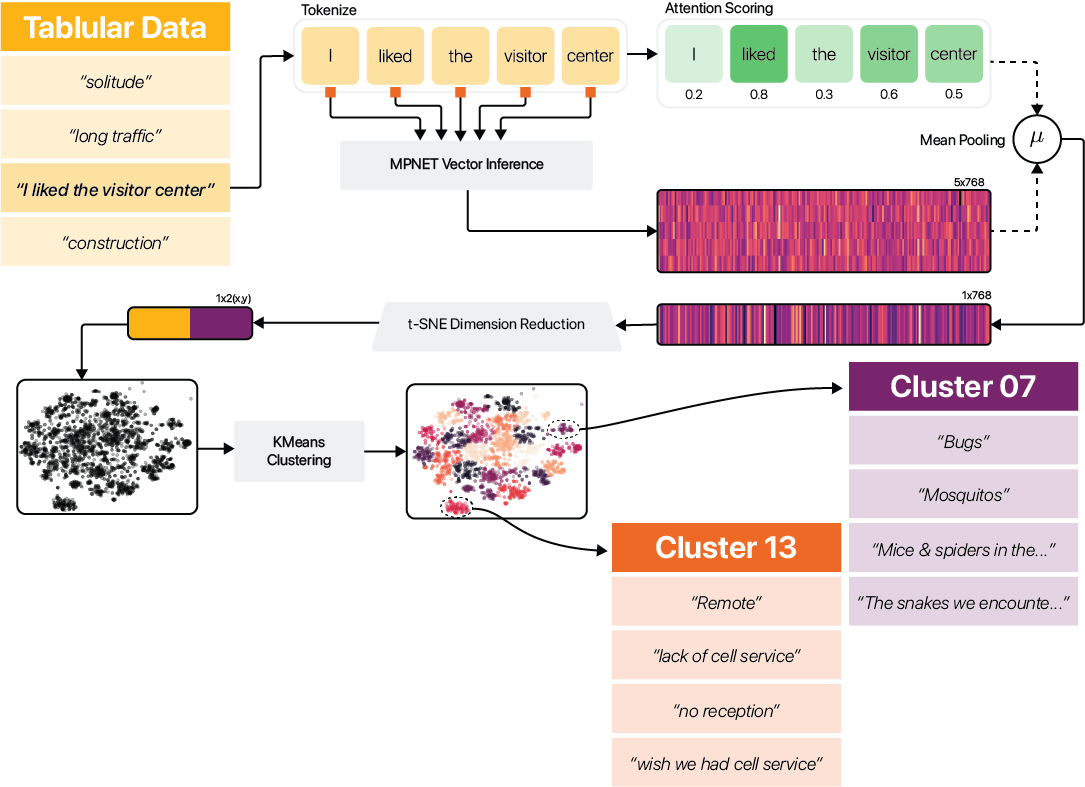 Tablular Data
“solitude”
“long traffic”
“I liked the visitor center”
“construction”
Tokenize
I liked the visitor center
Attention Scoring
I liked the visitor center
0.2 0.8 0.3 0.6 0.5
MPNET Vector Inference
Mean Pooling
μ
5x768
1x768
t-SNE Dimension Reduction
1x2(x,y)
KMeans
Clustering
Cluster 07
“Bugs”
“Mosquitos”
“Mice & spiders in the...”
“The snakes we encounte...”
Cluster 13
“Remote”
“lack of cell service”
“no reception”
“wish we had cell service”